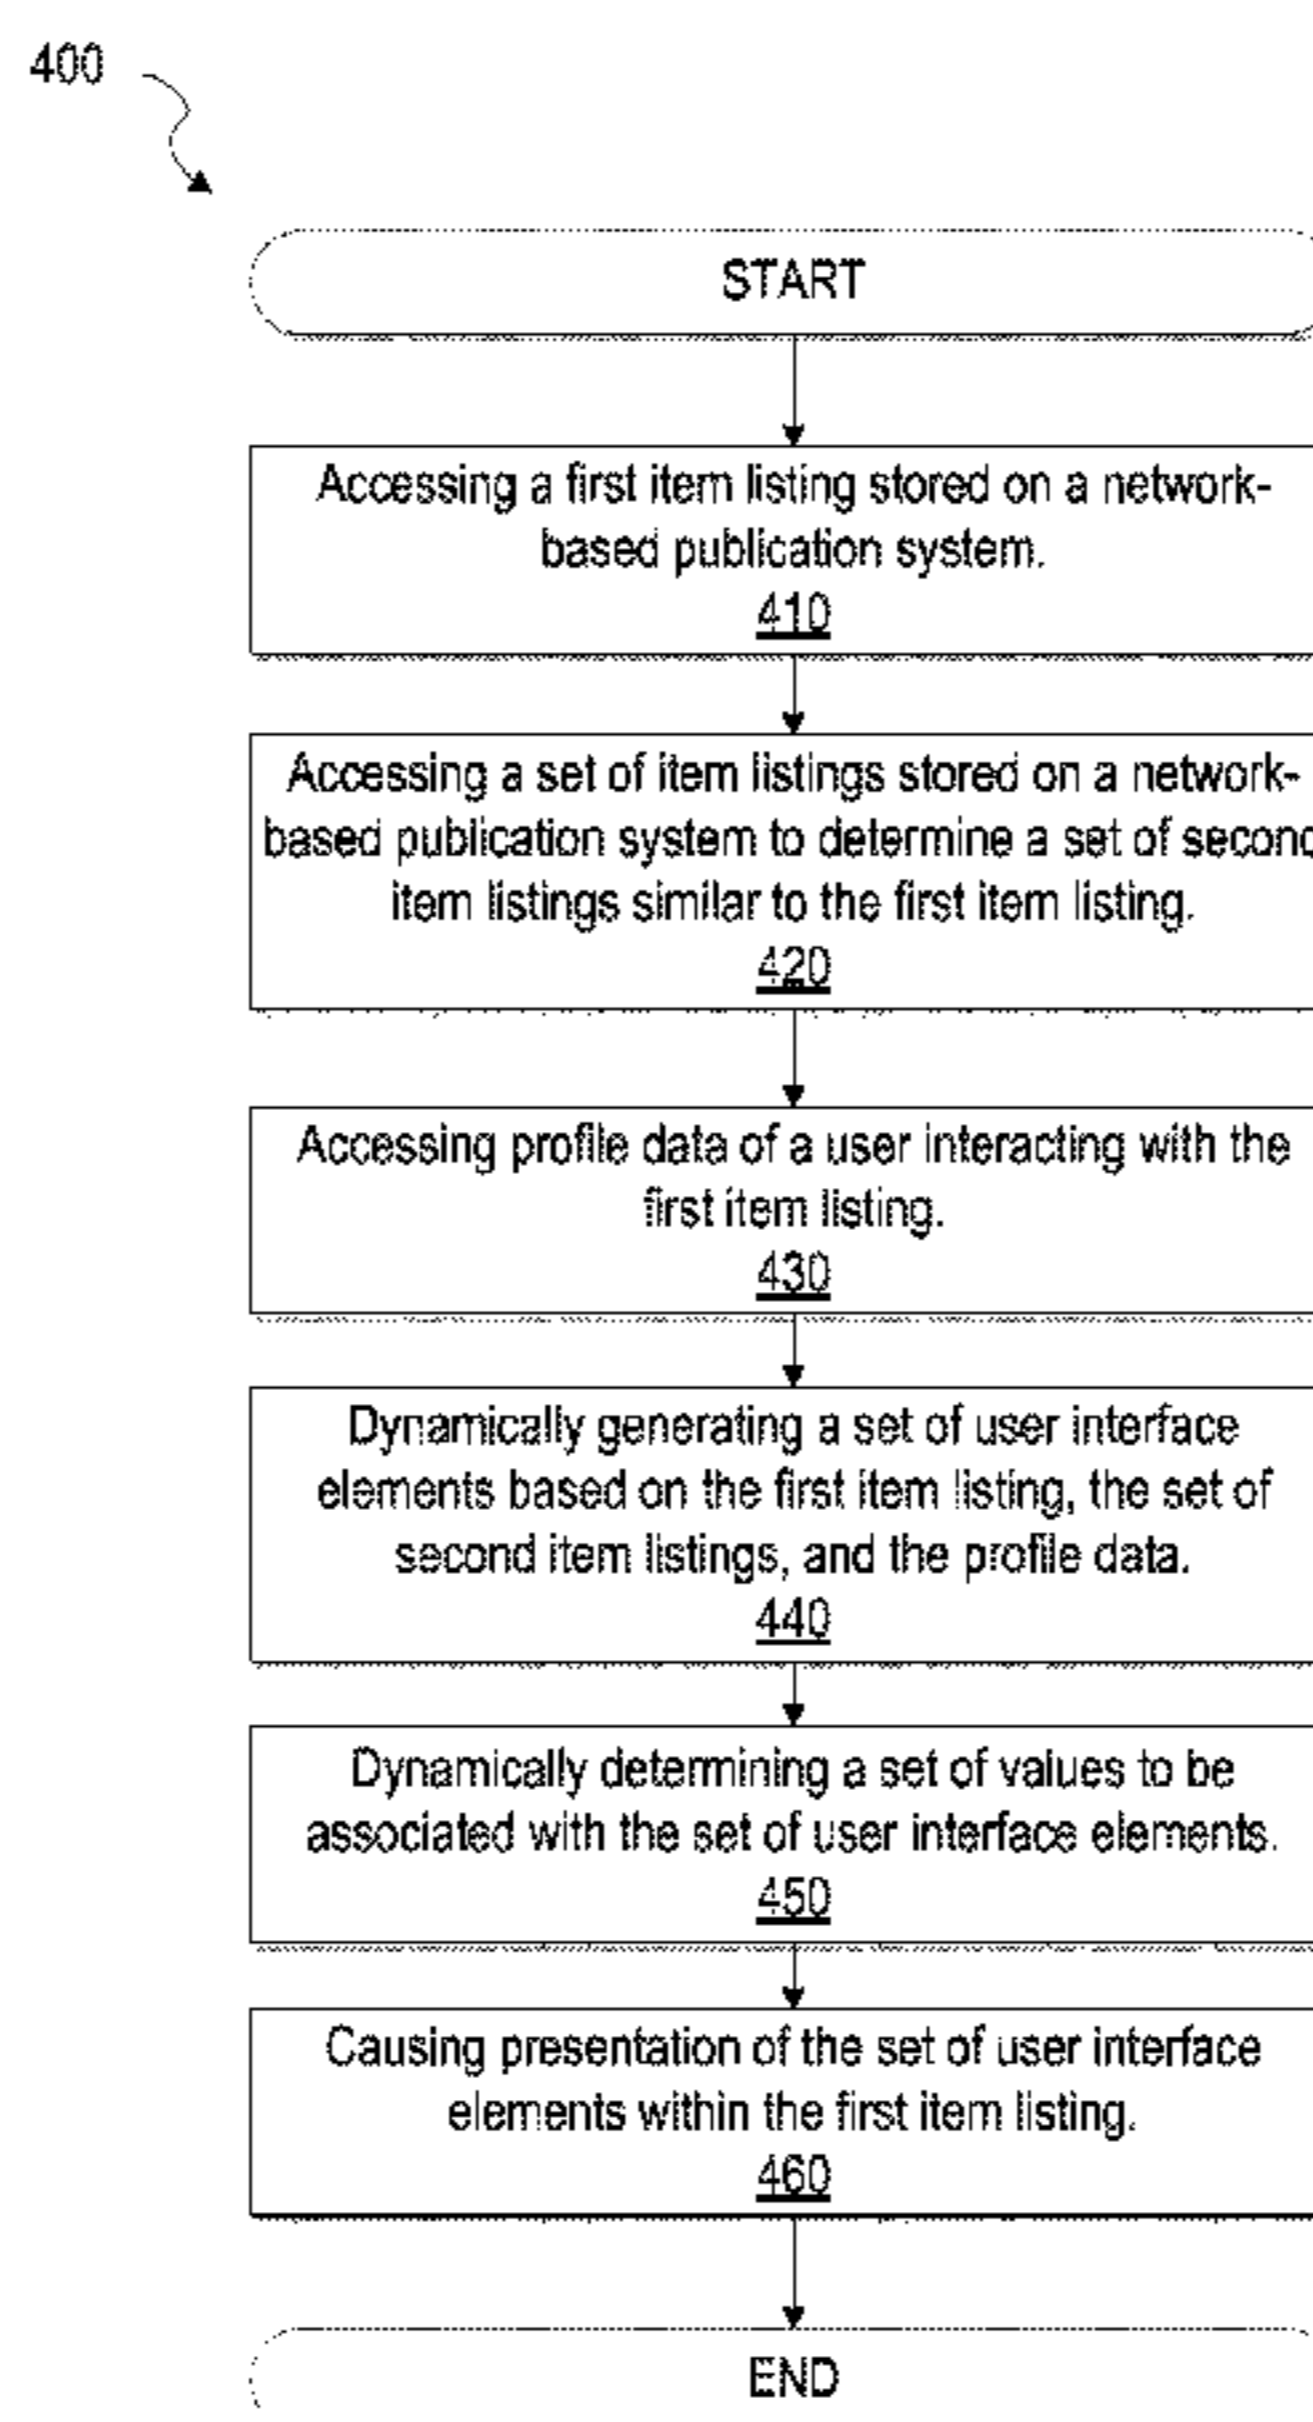 400
START
Accessing a first item listing stored on a network-
based publication system.
410
Accessing a set of item listings stored on a network-
based publication system to determine a set of second
item listings similar to the first item listing.
420
Accessing profile data of a user interacting with the
first item listing.
430
Dynamically generating a set of user interface
elements based on the first item listing, the set of
second item listings, and the profile data.
440
Dynamically determining a set of values to be
associated with the set of user interface elements.
450
Causing presentation of the set of user interface
elements within the first item listing.
460
END